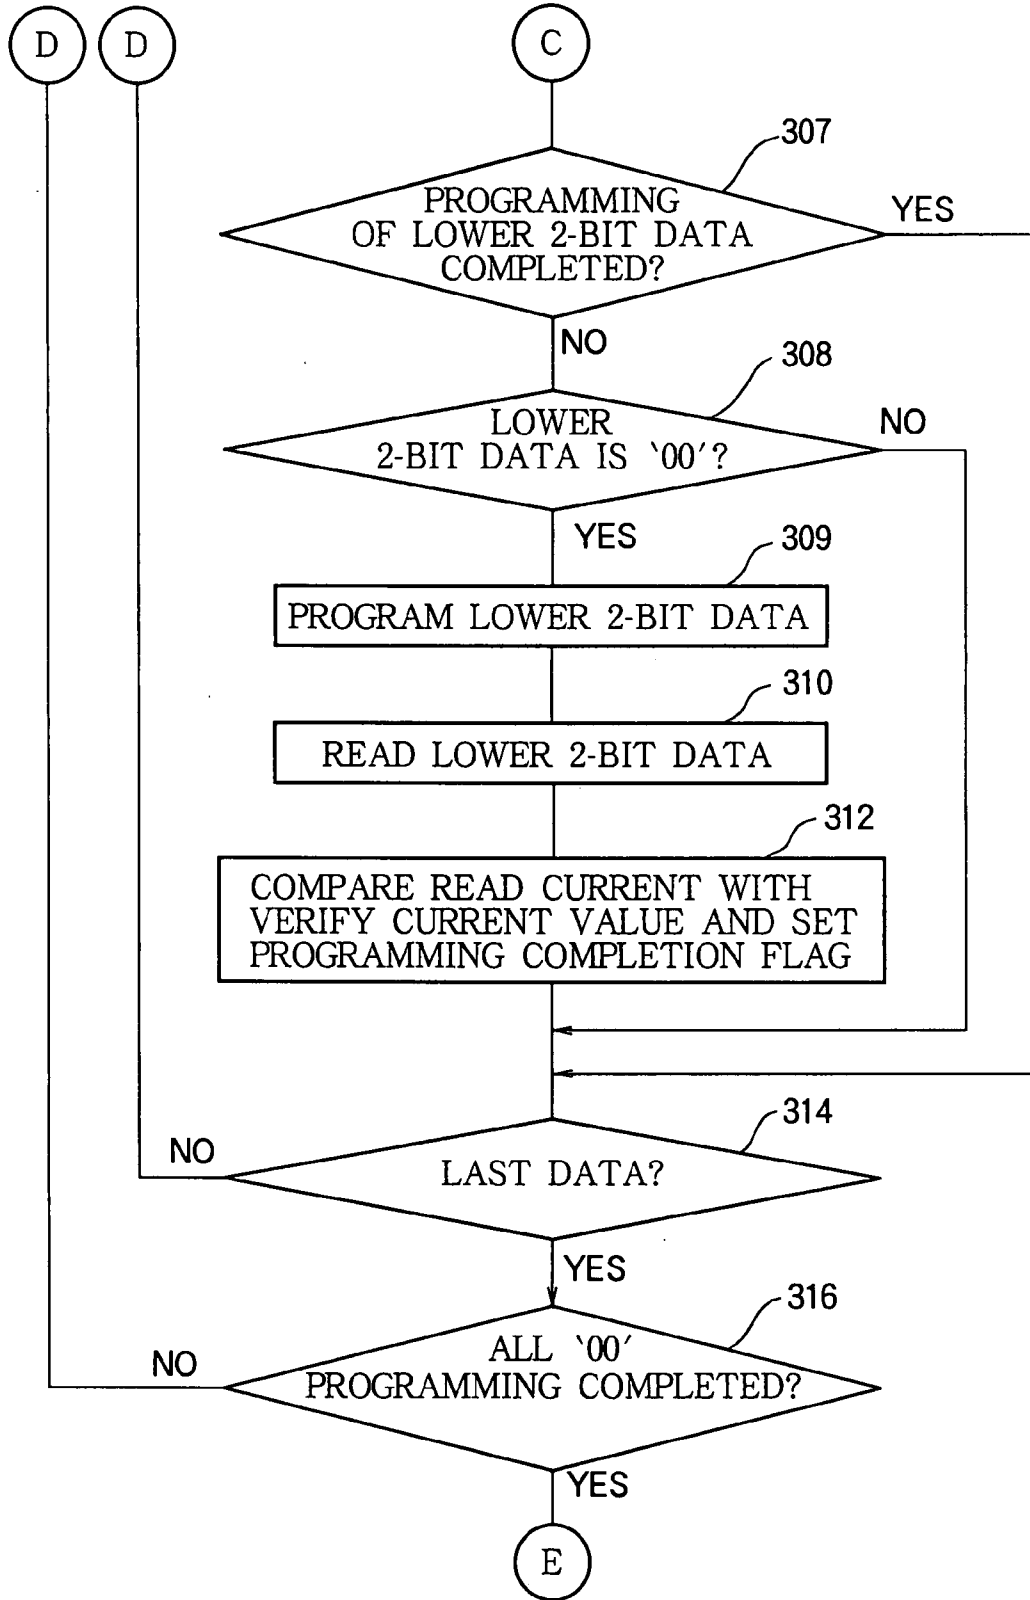 D
D
C
307
PROGRAMMING
OF LOWER 2-BIT DATA
COMPLETED?
YES
NO
308
LOWER
2-BIT DATA IS ‵00′?
NO
YES
309
PROGRAM LOWER 2-BIT DATA
310
READ LOWER 2-BIT DATA
312
COMPARE READ CURRENT WITH
VERIFY CURRENT VALUE AND SET
PROGRAMMING COMPLETION FLAG
314
NO
LAST DATA?
YES
316
NO
ALL ‵00′
PROGRAMMING COMPLETED?
YES
E